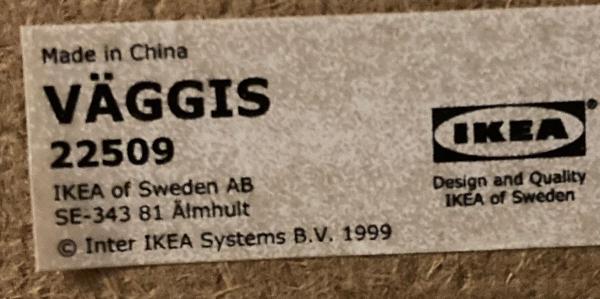 Made in China
VÄGGIS
22509
IKEA of Sweden AB
SE-343 81 Älmhult
© Inter IKEA Systems B.V. 1999
IKEA®
Design and Quality
IKEA of Sweden